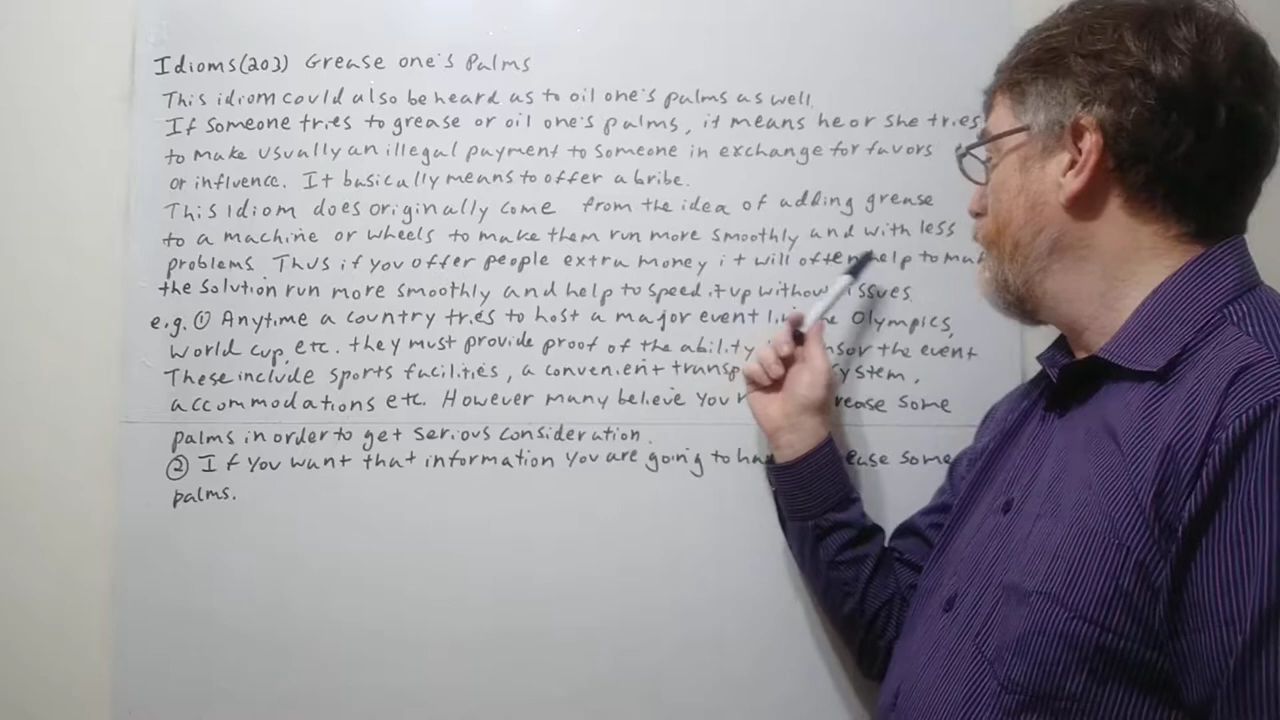 Idioms(203) Grease one's Palms
This idiom could also be heard as to oil one's palms as well.
If someone tries to grease or oil one's palms, it means he or she tries
to make usually an illegal payment to someone in exchange for favors
or influence. It basically means to offer a bribe.
This Idiom does originally come from the idea of adding grease
to a machine or wheels to make them run more smoothly and with less
problems. Thus if you offer people extra money it will often help to
the solution run more smoothly and help to speed it up without issues.
e.g. ① Anytime a country tries to host a major event the Olympics,
World cup, etc. they must provide proof of the ability the event
These include sports facilities, a convenient system,
accommodations etc. However many believe you some
palms in order to get serious consideration.
② If you want that information you are going to some
palms.